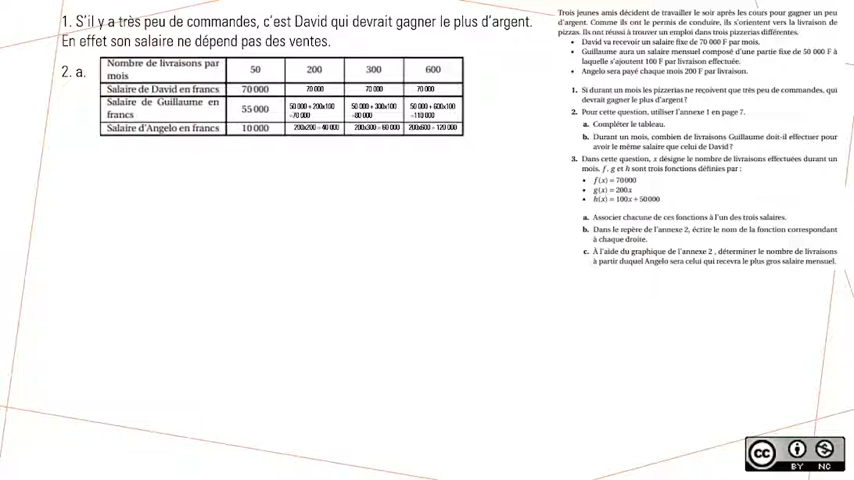 1. S'il y a très peu de commandes, c'est David qui devrait gagner le plus d'argent.
En effet son salaire ne dépend pas des ventes.
2. a.
Nombre de livraisons par mois 50 200 300 600
Salaire de David en francs 70 000 70 000 70 000 70 000
Salaire de Guillaume en francs 55 000 50 000 + 200x100 =70 000 50 000 + 300x100 =80 000 50 000 + 600x100 =110 000
Salaire d'Angelo en francs 10 000 200x200 = 40 000 200x300 = 60 000 200x600 = 120 000
Trois jeunes amis décident de travailler le soir après les cours pour gagner un peu
d'argent. Comme ils ont le permis de conduire, ils s'orientent vers la livraison de
pizzas. Ils ont réussi à trouver un emploi dans trois pizzerias différentes.
• David va recevoir un salaire fixe de 70 000 F par mois.
• Guillaume aura un salaire mensuel composé d'une partie fixe de 50 000 F à
laquelle s'ajoutent 100 F par livraison effectuée.
• Angelo sera payé chaque mois 200 F par livraison.
1. Si durant un mois les pizzerias ne reçoivent que très peu de commandes, qui
devrait gagner le plus d'argent ?
2. Pour cette question, utiliser l'annexe 1 en page 7.
a. Compléter le tableau.
b. Durant un mois, combien de livraisons Guillaume doit-il effectuer pour
avoir le même salaire que celui de David ?
3. Dans cette question, x désigne le nombre de livraisons effectuées durant un
mois. f, g et h sont trois fonctions définies par :
• f(x) = 70000
• g(x) = 200x
• h(x) = 100x + 50000
a. Associer chacune de ces fonctions à l'un des trois salaires.
b. Dans le repère de l'annexe 2, écrire le nom de la fonction correspondant
à chaque droite.
c. À l'aide du graphique de l'annexe 2 , déterminer le nombre de livraisons
à partir duquel Angelo sera celui qui recevra le plus gros salaire mensuel.
cc
BY NC